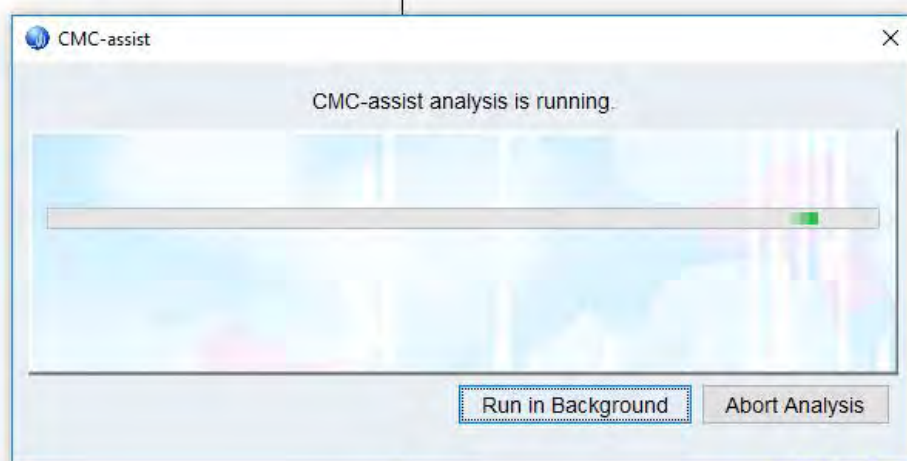 CMC-assist
CMC-assist analysis is running.
Run in Background
Abort Analysis